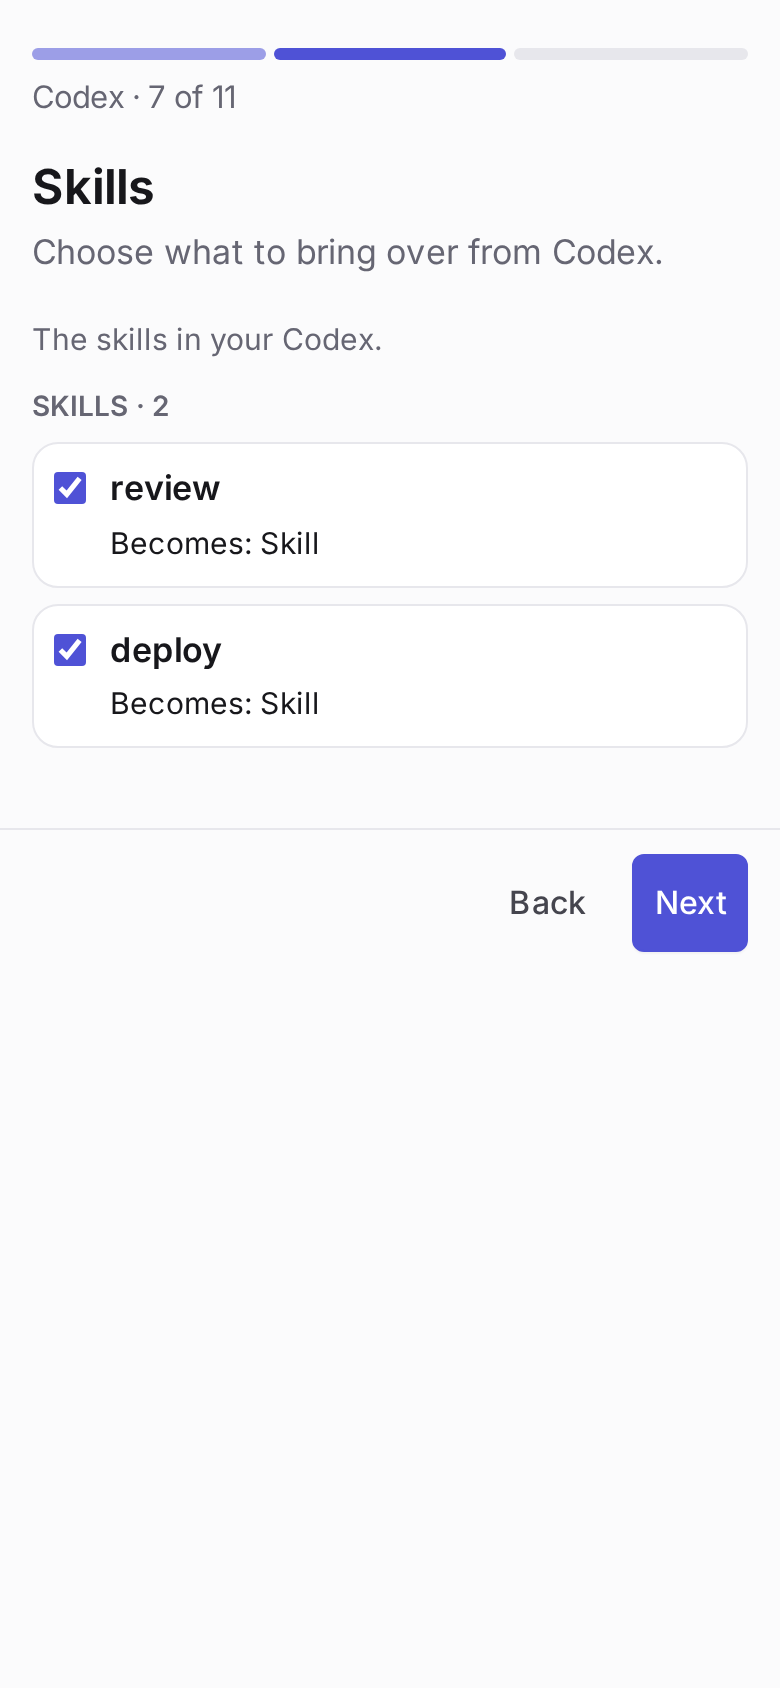 Codex · 7 of 11
Skills
Choose what to bring over from Codex.
The skills in your Codex.
SKILLS · 2
review
Becomes: Skill
deploy
Becomes: Skill
Back
Next